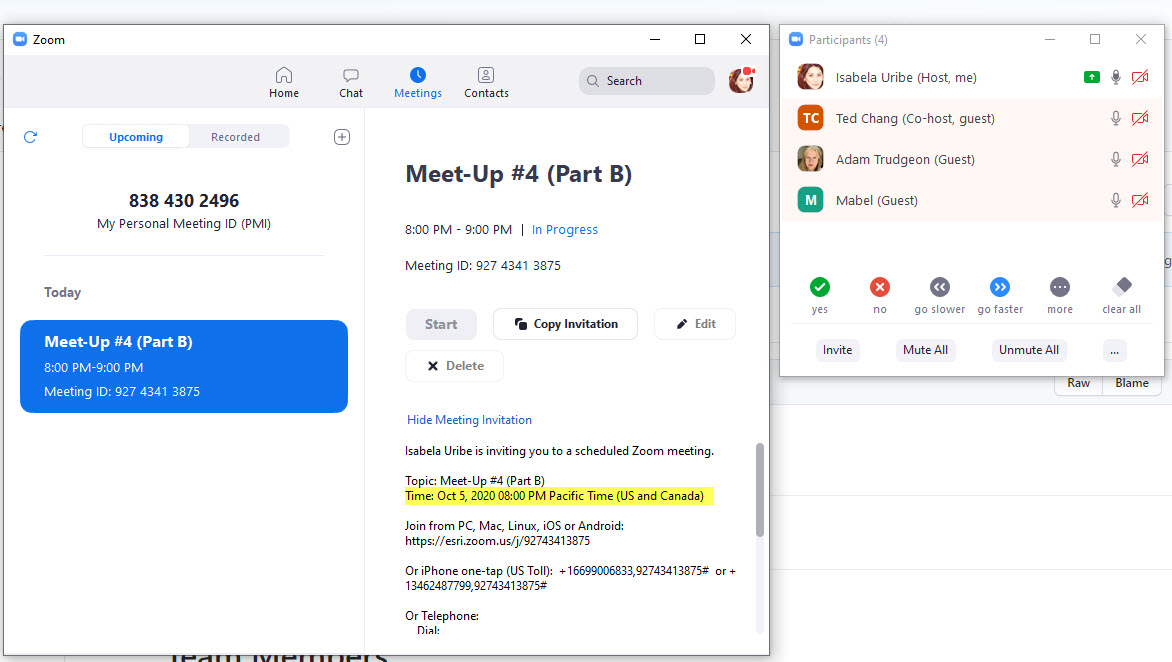 Zoom
Home
Chat
Meetings
Contacts
Search
Upcoming
Recorded
838 430 2496
My Personal Meeting ID (PMI)
Today
Meet-Up #4 (Part B)
8:00 PM-9:00 PM
Meeting ID: 927 4341 3875
Meet-Up #4 (Part B)
8:00 PM - 9:00 PM | In Progress
Meeting ID: 927 4341 3875
Start
Copy Invitation
Edit
Delete
Hide Meeting Invitation
Isabela Uribe is inviting you to a scheduled Zoom meeting.
Topic: Meet-Up #4 (Part B)
Time: Oct 5, 2020 08:00 PM Pacific Time (US and Canada)
Join from PC, Mac, Linux, iOS or Android:
https://esri.zoom.us/j/92743413875
Or iPhone one-tap (US Toll): +16699006833,92743413875# or +
13462487799,92743413875#
Or Telephone:
Dial:
Participants (4)
Isabela Uribe (Host, me)
TC Ted Chang (Co-host, guest)
Adam Trudgeon (Guest)
M Mabel (Guest)
yes
no
go slower
go faster
more
clear all
Invite
Mute All
Unmute All
...
Raw
Blame
Team Members